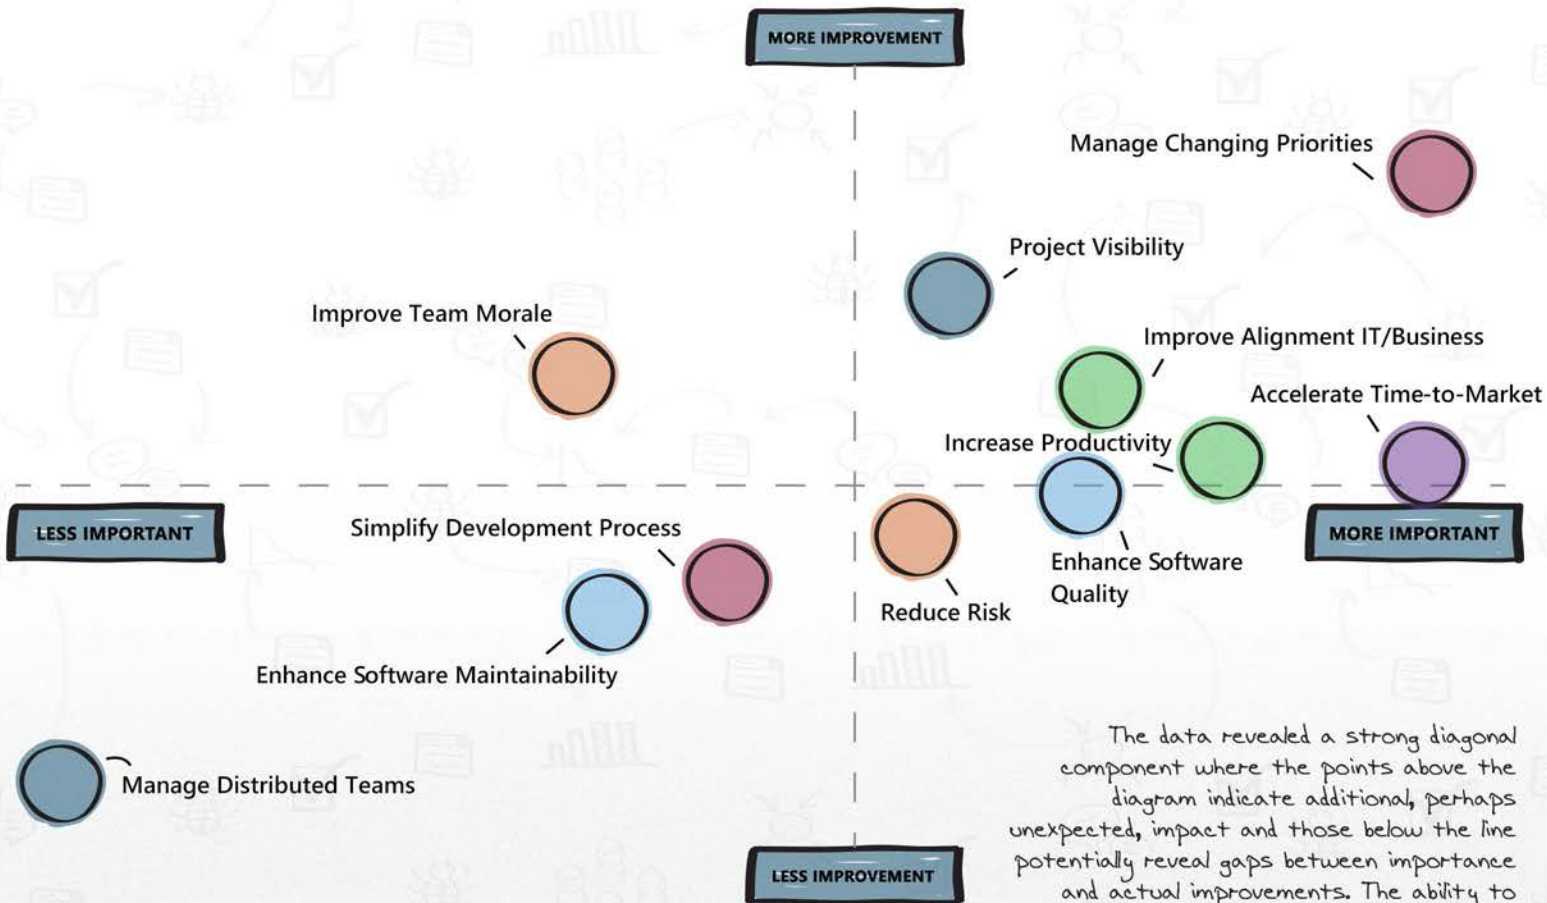 MORE IMPROVEMENT
Manage Changing Priorities
Project Visibility
Improve Team Morale
Improve Alignment IT/Business
Accelerate Time-to-Market
Increase Productivity
LESS IMPORTANT
Simplify Development Process
MORE IMPORTANT
Enhance Software
Quality
Reduce Risk
Enhance Software Maintainability
Manage Distributed Teams
The data revealed a strong diagonal
component where the points above the
diagram indicate additional, perhaps
unexpected, impact and those below the line
potentially reveal gaps between importance
and actual improvements. The ability to
LESS IMPROVEMENT